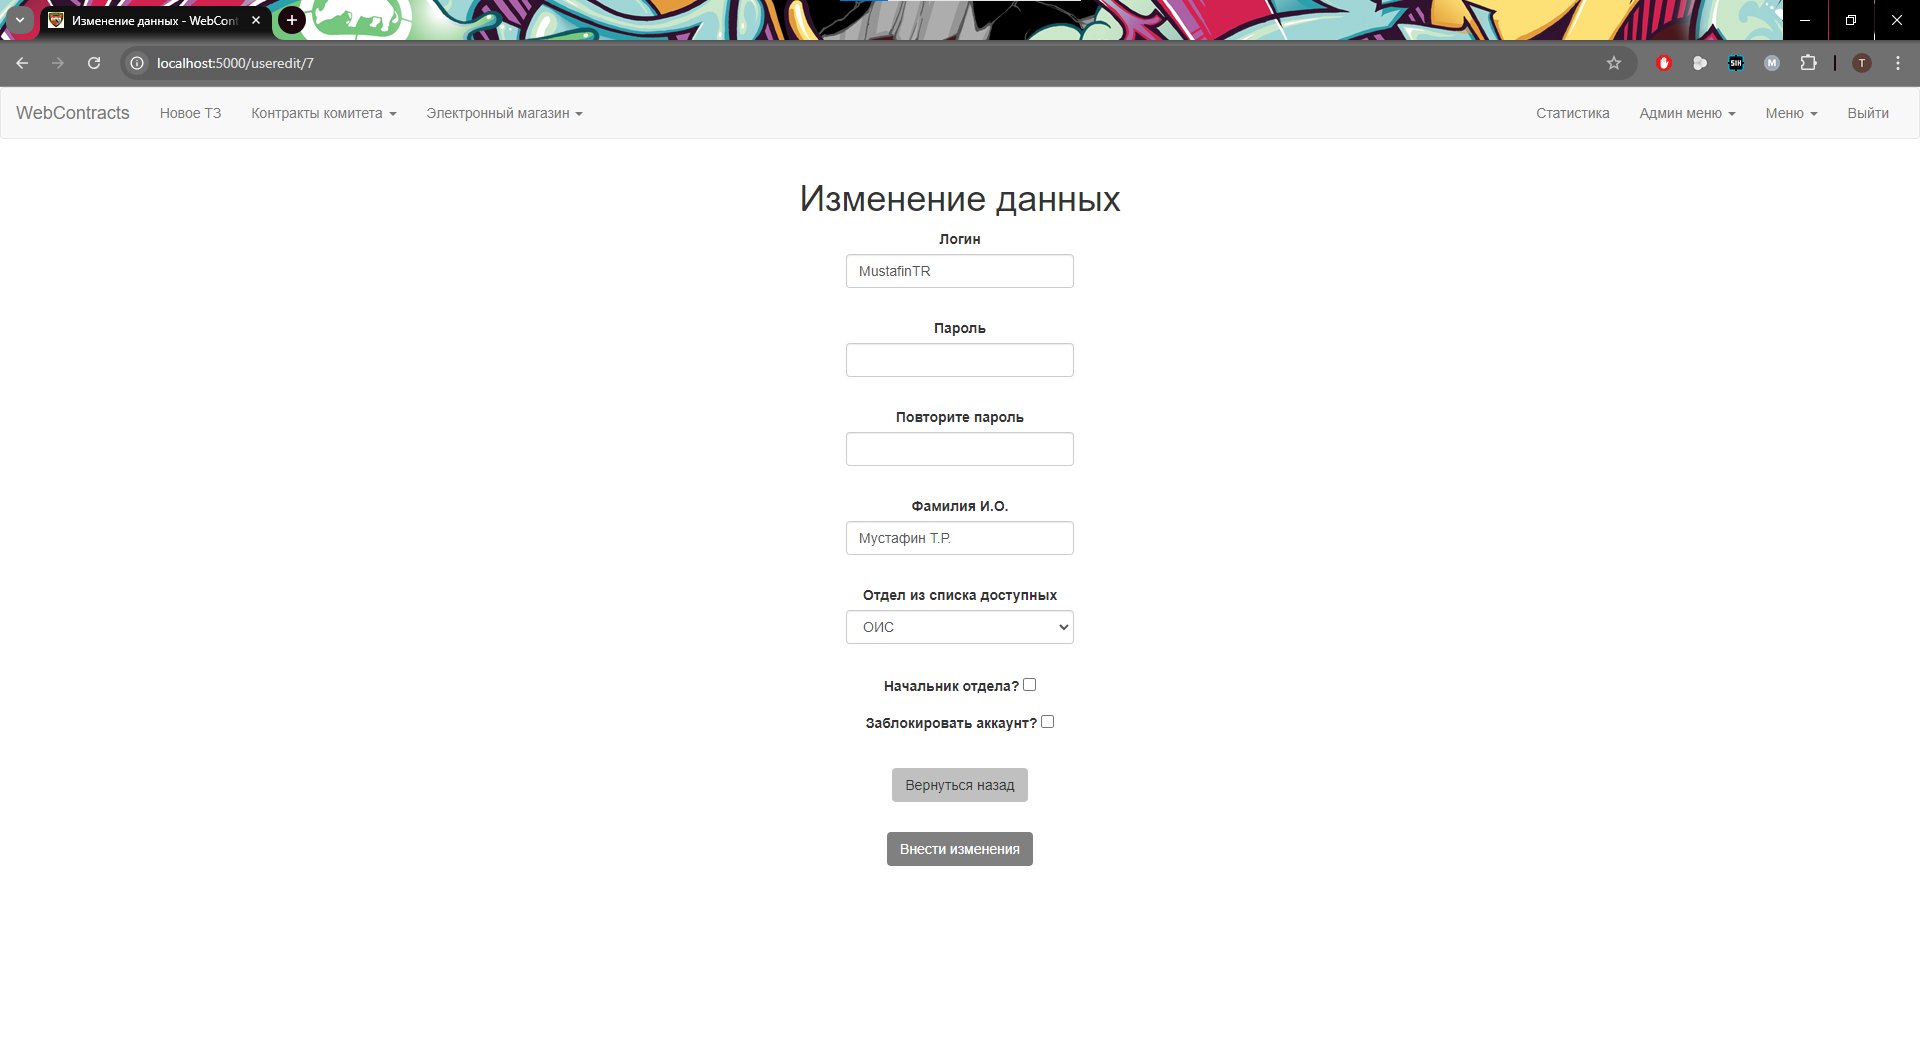 Изменение данных - WebCont
localhost:5000/useredit/7
SIH
M
T
WebContracts Новое ТЗ Контракты комитета Электронный магазин Статистика Админ меню Меню Выйти
Изменение данных
Логин
MustafinTR
Пароль
Повторите пароль
Фамилия И.О.
Мустафин Т.Р.
Отдел из списка доступных
ОИС
Начальник отдела?
Заблокировать аккаунт?
Вернуться назад
Внести изменения